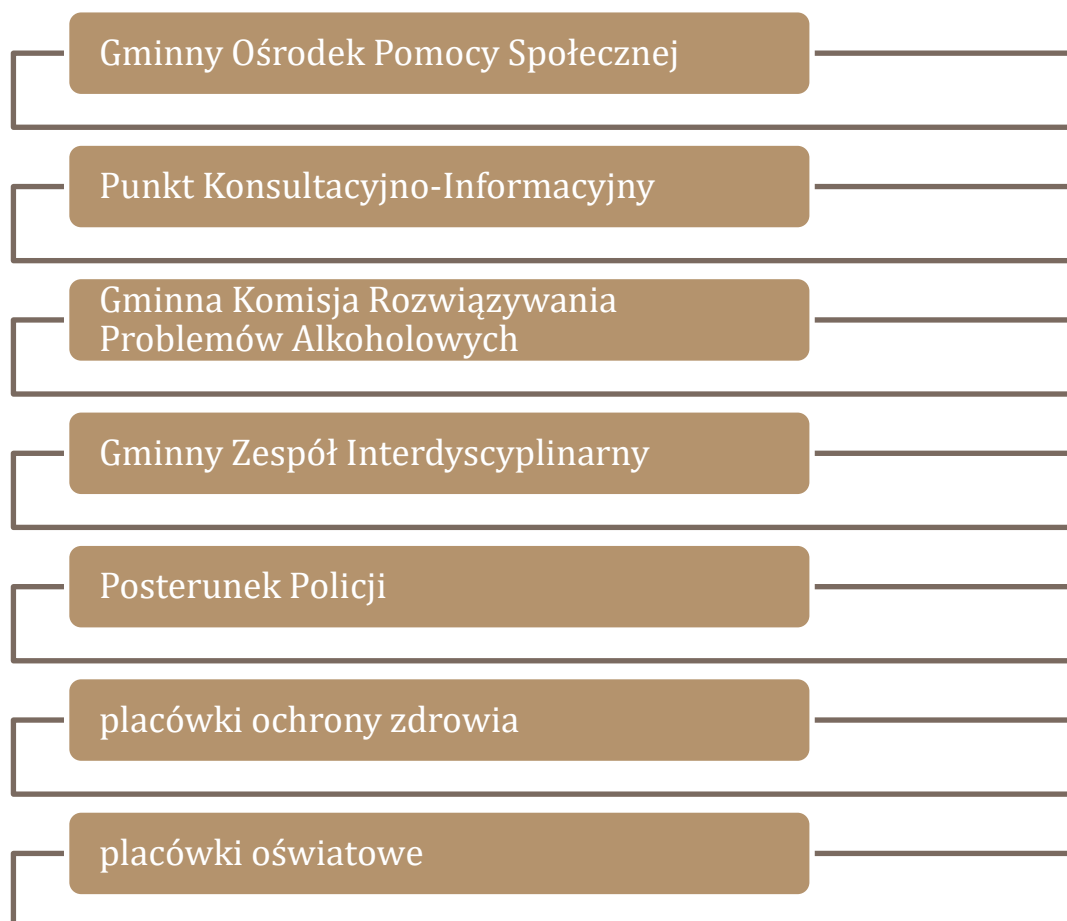 Gminny Ośrodek Pomocy Społecznej
Punkt Konsultacyjno-Informacyjny
Gminna Komisja Rozwiązywania
Problemów Alkoholowych
Gminny Zespół Interdyscyplinarny
Posterunek Policji
placówki ochrony zdrowia
placówki oświatowe